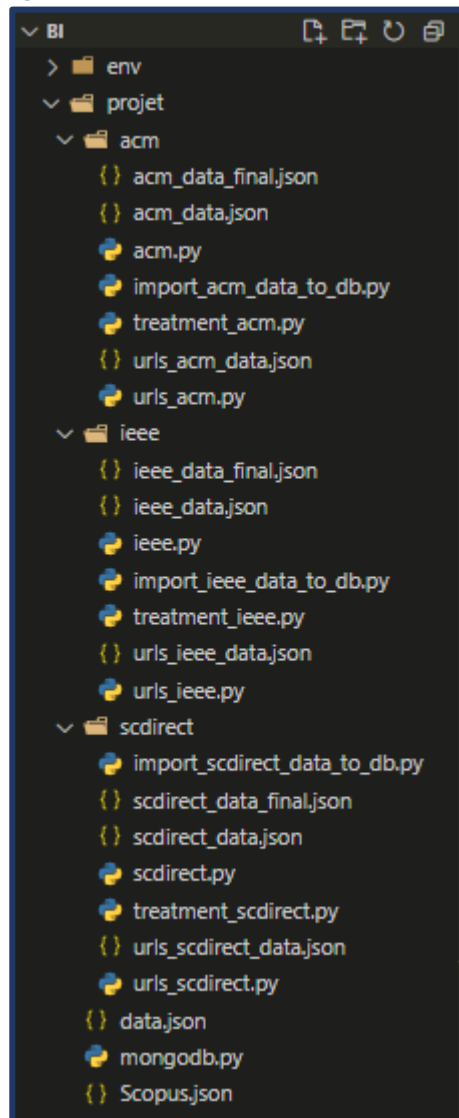 BI
env
projet
acm
acm_data_final.json
acm_data.json
acm.py
import_acm_data_to_db.py
treatment_acm.py
urls_acm_data.json
urls_acm.py
ieee
ieee_data_final.json
ieee_data.json
ieee.py
import_ieee_data_to_db.py
treatment_ieee.py
urls_ieee_data.json
urls_ieee.py
scdirect
import_scdirect_data_to_db.py
scdirect_data_final.json
scdirect_data.json
scdirect.py
treatment_scdirect.py
urls_scdirect_data.json
urls_scdirect.py
data.json
mongodb.py
Scopus.json